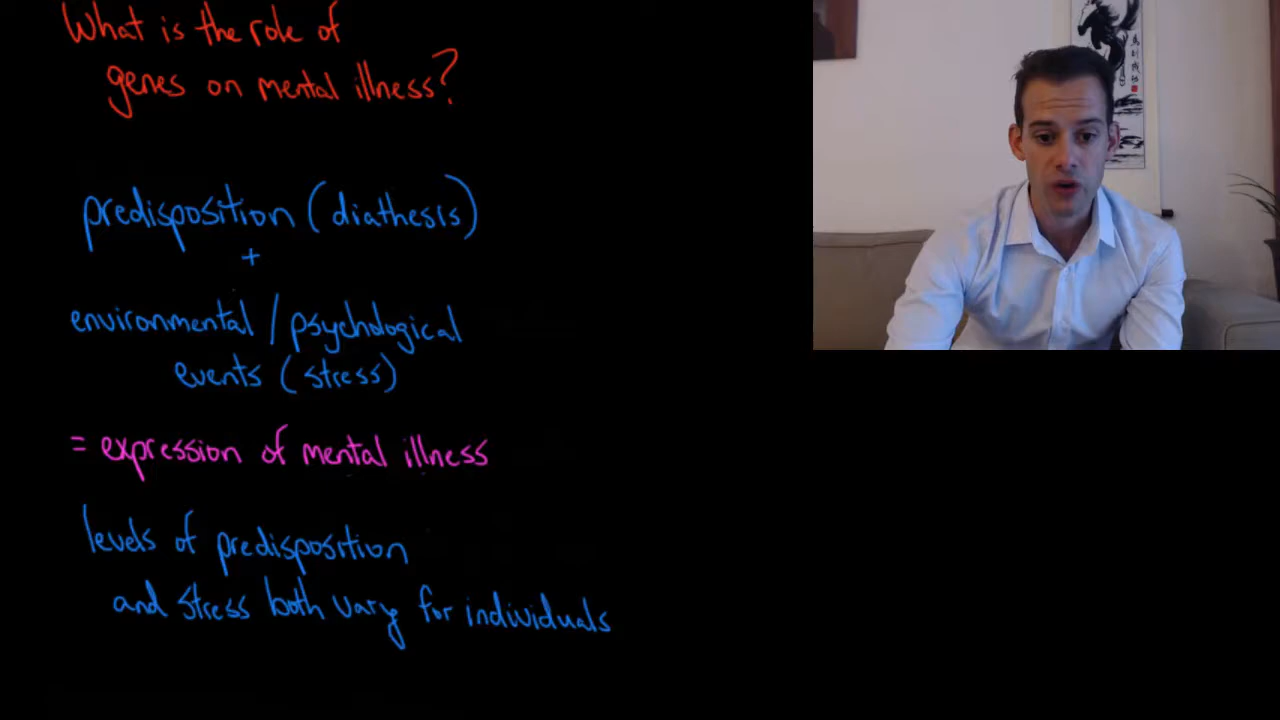 What is the role of
genes on mental illness?
predisposition (diathesis)
+
environmental / psychological
events (stress)
= expression of mental illness
levels of predisposition
and stress both vary for individuals